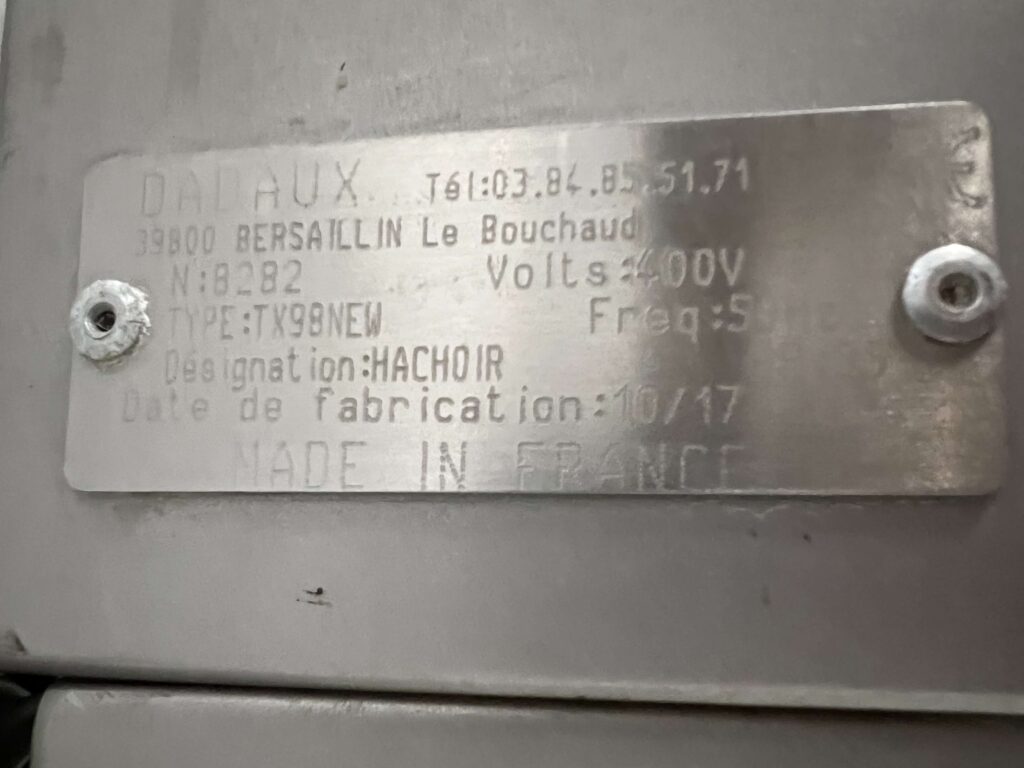 DADAUX Tél:03.84.85.51.71
39800 BERSAILLIN Le Bouchaud
N:8282 Volts:400V
TYPE:TX98NEW Freq:
Désignation:HACHOIR
Date de fabrication:10/17
MADE IN FRANCE